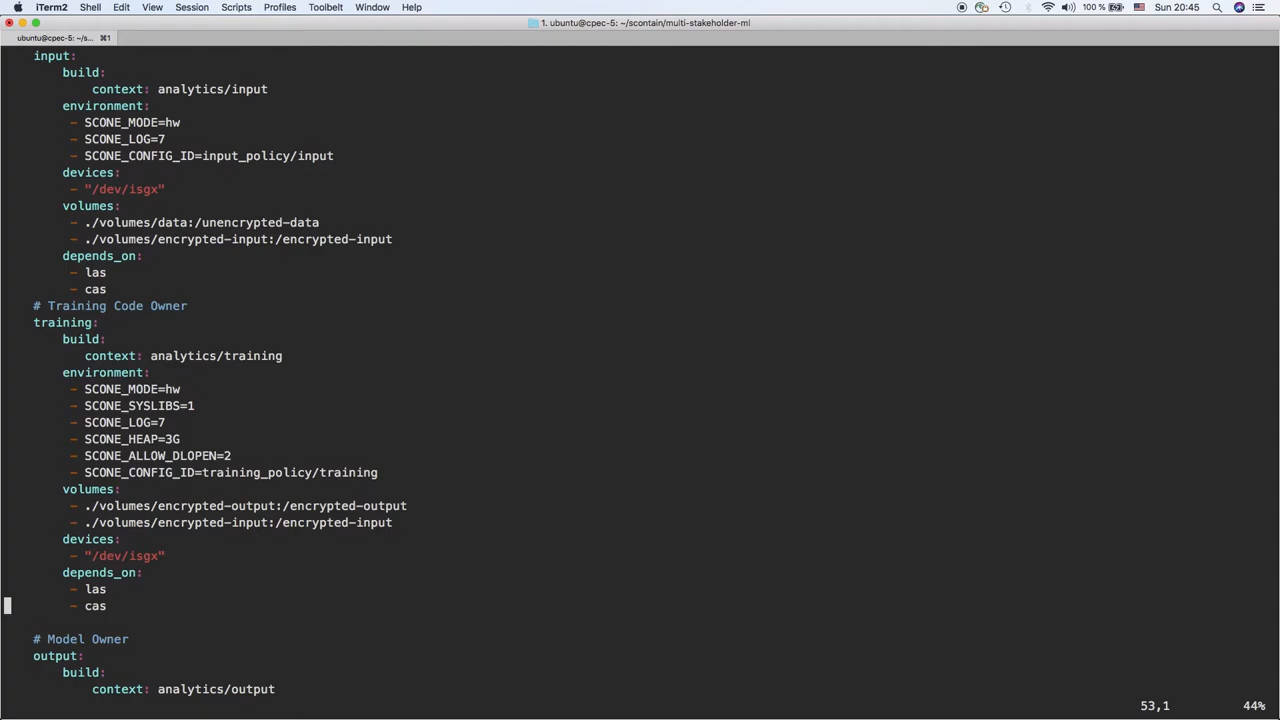 iTerm2 Shell Edit View Session Scripts Profiles Toolbelt Window Help 100 % Sun 20:45
1. ubuntu@cpec-5: ~/scontain/multi-stakeholder-ml
ubuntu@cpec-5: ~/s... ⌘1
input:
build:
context: analytics/input
environment:
- SCONE_MODE=hw
- SCONE_LOG=7
- SCONE_CONFIG_ID=input_policy/input
devices:
- "/dev/isgx"
volumes:
- ./volumes/data:/unencrypted-data
- ./volumes/encrypted-input:/encrypted-input
depends_on:
- las
- cas
# Training Code Owner
training:
build:
context: analytics/training
environment:
- SCONE_MODE=hw
- SCONE_SYSLIBS=1
- SCONE_LOG=7
- SCONE_HEAP=3G
- SCONE_ALLOW_DLOPEN=2
- SCONE_CONFIG_ID=training_policy/training
volumes:
- ./volumes/encrypted-output:/encrypted-output
- ./volumes/encrypted-input:/encrypted-input
devices:
- "/dev/isgx"
depends_on:
- las
- cas
# Model Owner
output:
build:
context: analytics/output
53,1 44%